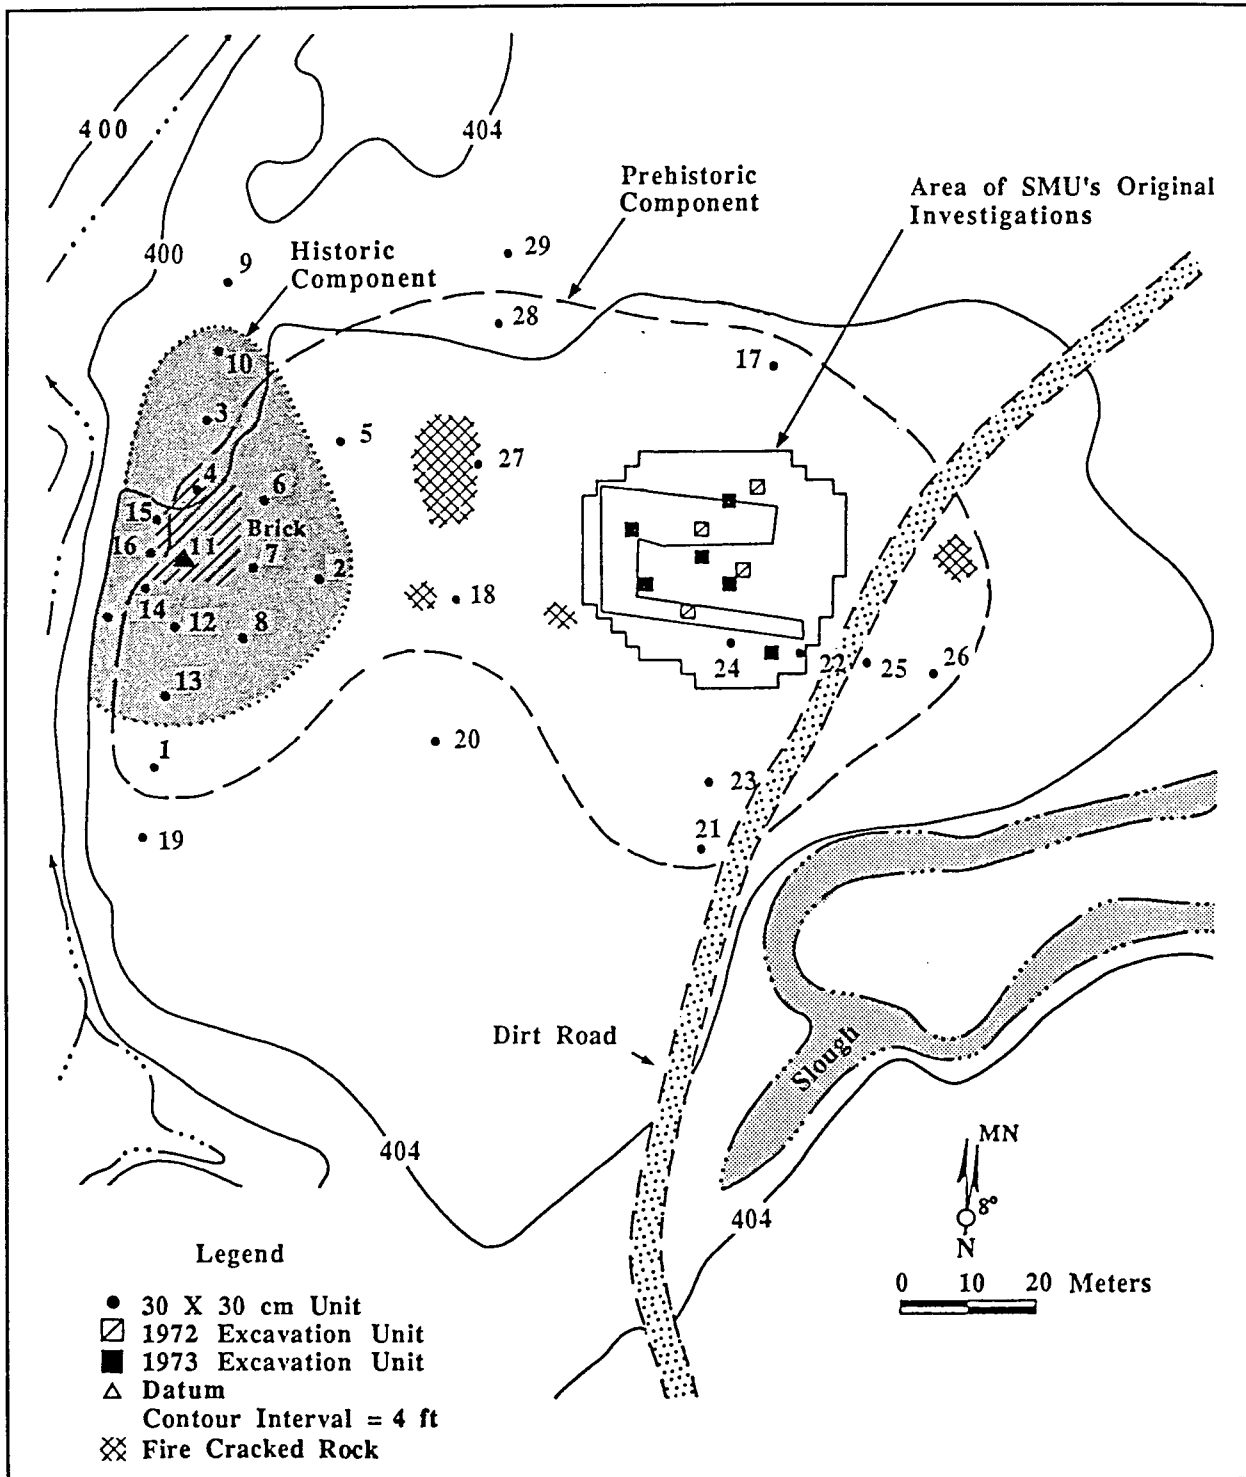 400
404
Prehistoric
Component
Area of SMU's Original
Investigations
400
9
Historic
Component
29
28
10
17
3
5
27
4
6
15
Brick
16
11
7
2
14
18
12
8
24
22
25
26
13
1
20
23
19
21
Dirt Road
Slough
404
404
MN
8°
N
Legend
0 10 20 Meters
30 X 30 cm Unit
1972 Excavation Unit
1973 Excavation Unit
Datum
Contour Interval = 4 ft
Fire Cracked Rock